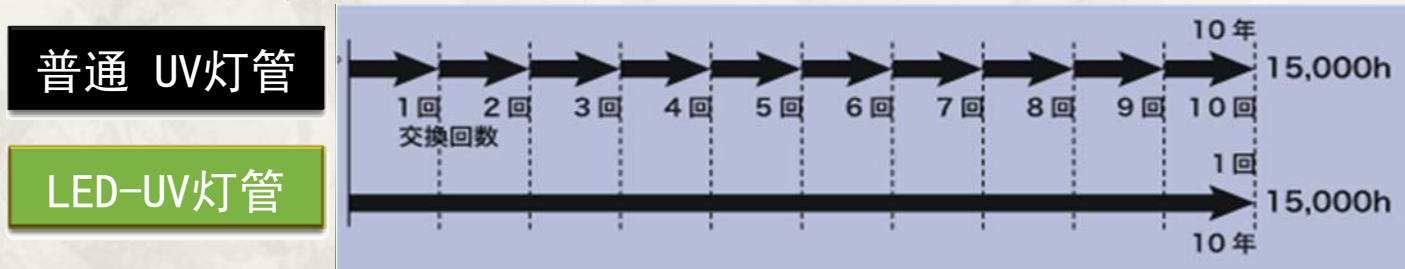 普通 UV灯管
10年
15,000h
1回 2回 3回 4回 5回 6回 7回 8回 9回 10回
交換回数
LED-UV灯管
1回
15,000h
10年